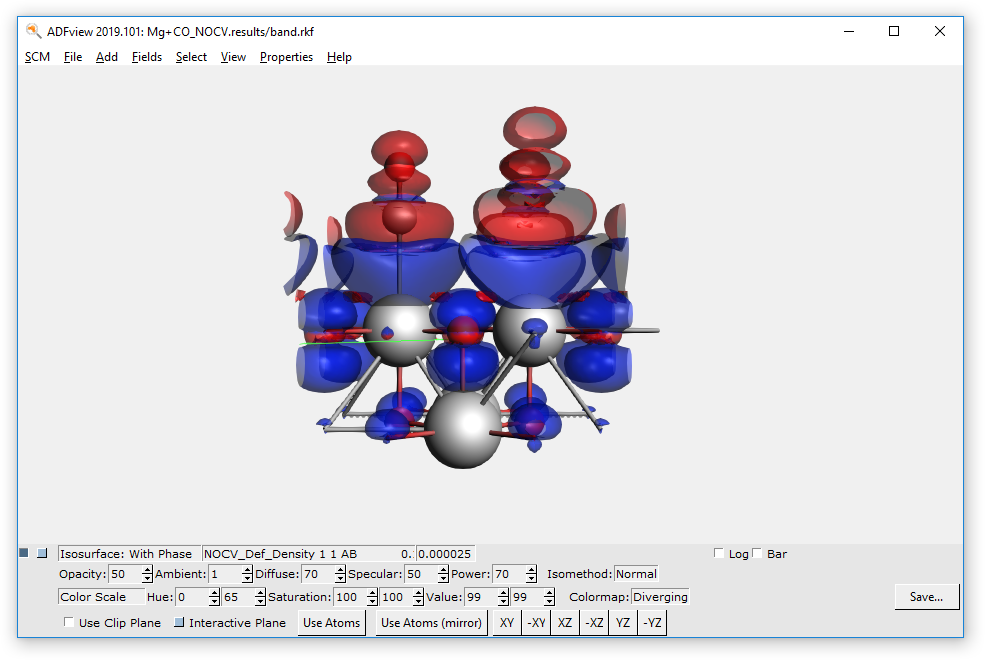 ADFview 2019.101: Mg+CO_NOCV.results/band.rkf
SCM File Add Fields Select View Properties Help
Isosurface: With Phase NOCV_Def_Density 1 1 AB 0.: 0.000025 Log Bar
Opacity: 50 Ambient: 1 Diffuse: 70 Specular: 50 Power: 70 Isomethod: Normal
Color Scale Hue: 0 65 Saturation: 100 100 Value: 99 99 Colormap: Diverging Save...
Use Clip Plane Interactive Plane Use Atoms Use Atoms (mirror) XY -XY XZ -XZ YZ -YZ